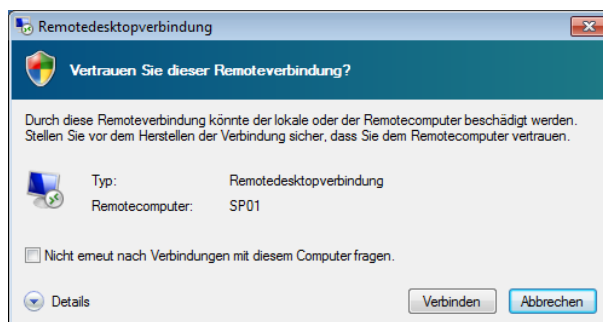 Remotedesktopverbindung
Vertrauen Sie dieser Remoteverbindung?
Durch diese Remoteverbindung könnte der lokale oder der Remotecomputer beschädigt werden.
Stellen Sie vor dem Herstellen der Verbindung sicher, dass Sie dem Remotecomputer vertrauen.
Typ: Remotedesktopverbindung
Remotecomputer: SP01
Nicht erneut nach Verbindungen mit diesem Computer fragen.
Details Verbinden Abbrechen